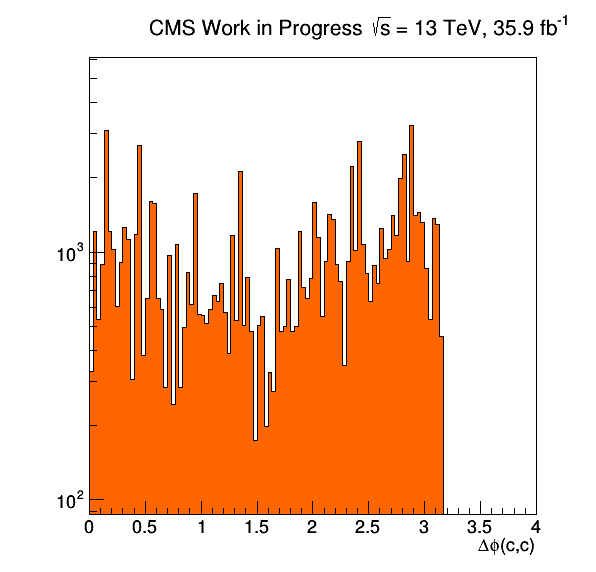 CMS Work in Progress √s = 13 TeV, 35.9 fb⁻¹
10³
10²
0 0.5 1 1.5 2 2.5 3 3.5 4
Δϕ(c,c)